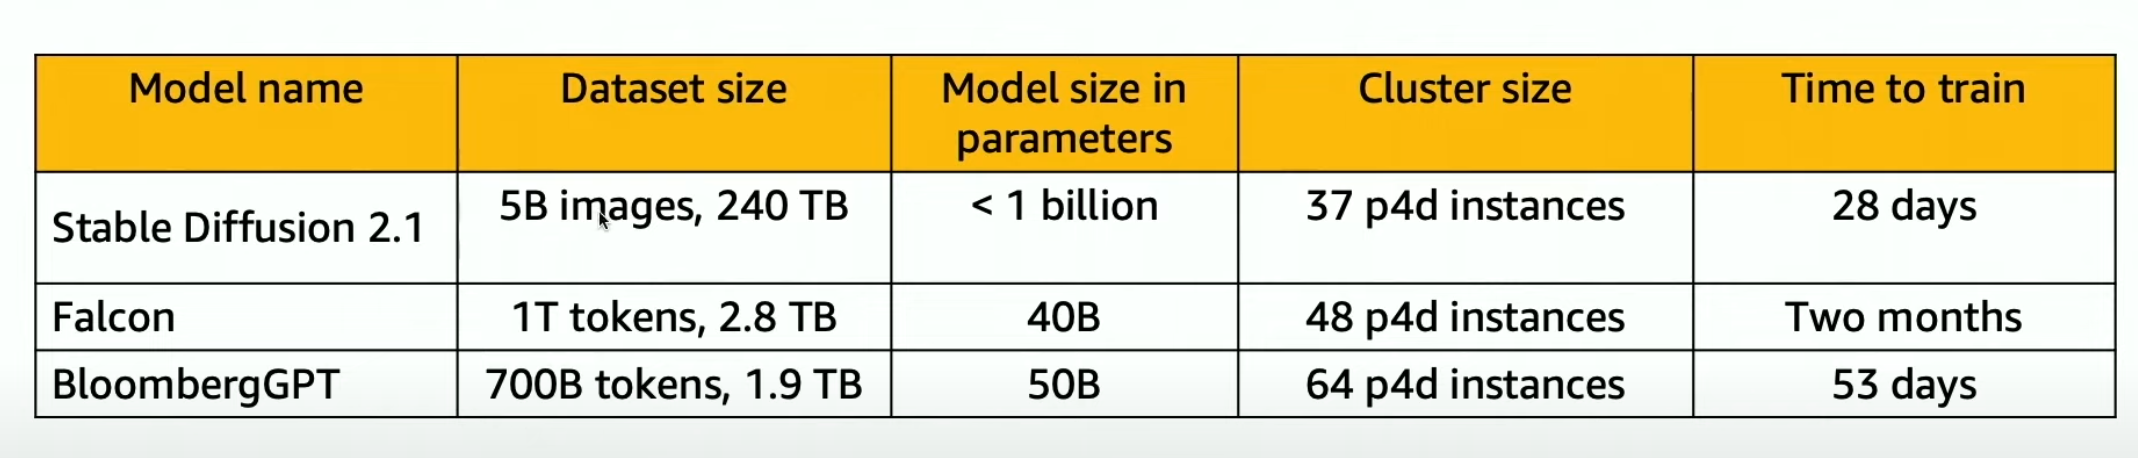 Model name
Dataset size
Model size in
parameters
Cluster size
Time to train
Stable Diffusion 2.1
5B images, 240 TB
< 1 billion
37 p4d instances
28 days
Falcon
1T tokens, 2.8 TB
40B
48 p4d instances
Two months
BloombergGPT
700B tokens, 1.9 TB
50B
64 p4d instances
53 days